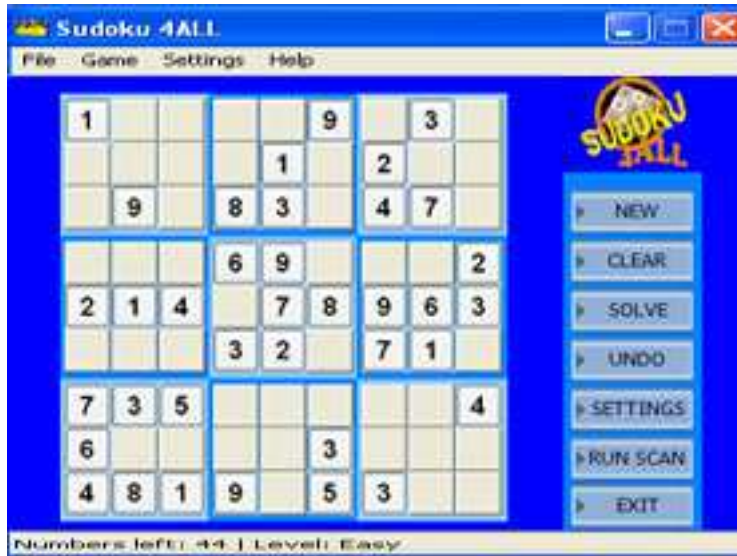 Sudoku 4ALL
File Game Settings Help
1 9 3
1 2
9 8 3 4 7
6 9 2
2 1 4 7 8 9 6 3
3 2 7 1
7 3 5 4
6 3
4 8 1 9 5 3
SUDOKU
4ALL
NEW
CLEAR
SOLVE
UNDO
SETTINGS
RUN SCAN
EXIT
Numbers left: 44 | Level: Easy